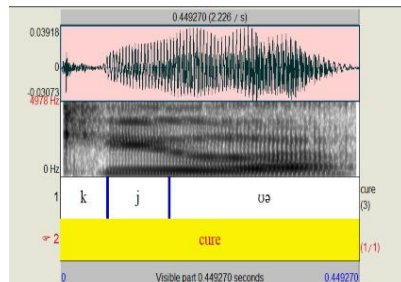 0.449270 (2.226 / s)
0.03918
0
-0.03073
4978 Hz
0 Hz
1 k j ʊə cure
(3)
☞ 2 cure (1/1)
0 Visible part 0.449270 seconds 0.449270